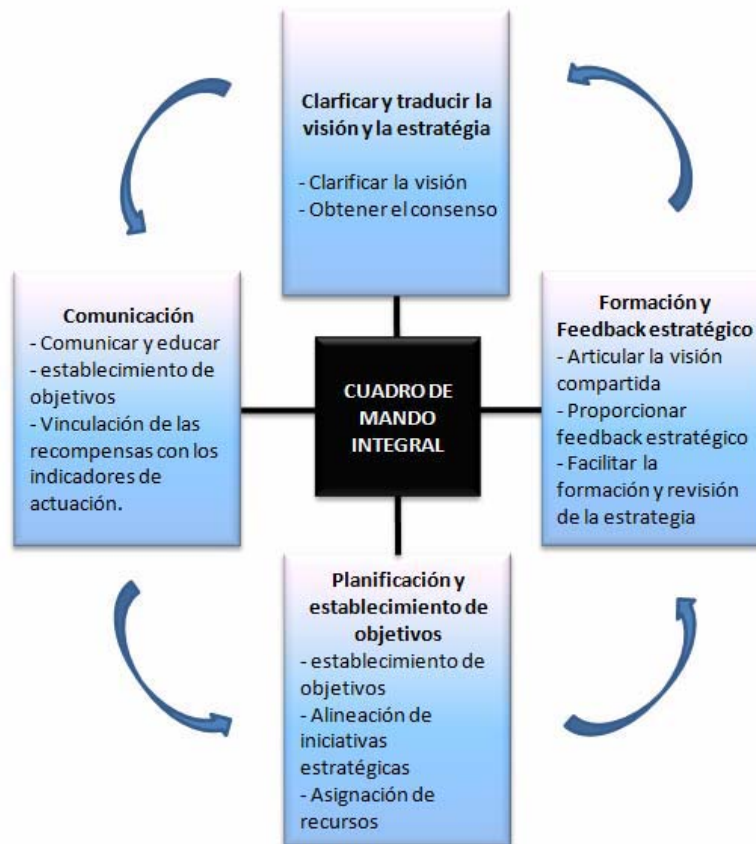 Clarficar y traducir la
visión y la estratégia
- Clarificar la visión
- Obtener el consenso
Comunicación
- Comunicar y educar
- establecimiento de
objetivos
- Vinculación de las
recompensas con los
indicadores de
actuación.
CUADRO DE
MANDO
INTEGRAL
Formación y
Feedback estratégico
- Articular la visión
compartida
- Proporcionar
feedback estratégico
- Facilitar la
formación y revisión
de la estrategia
Planificación y
establecimiento de
objetivos
- establecimiento de
objetivos
- Alineación de
iniciativas
estratégicas
- Asignación de
recursos